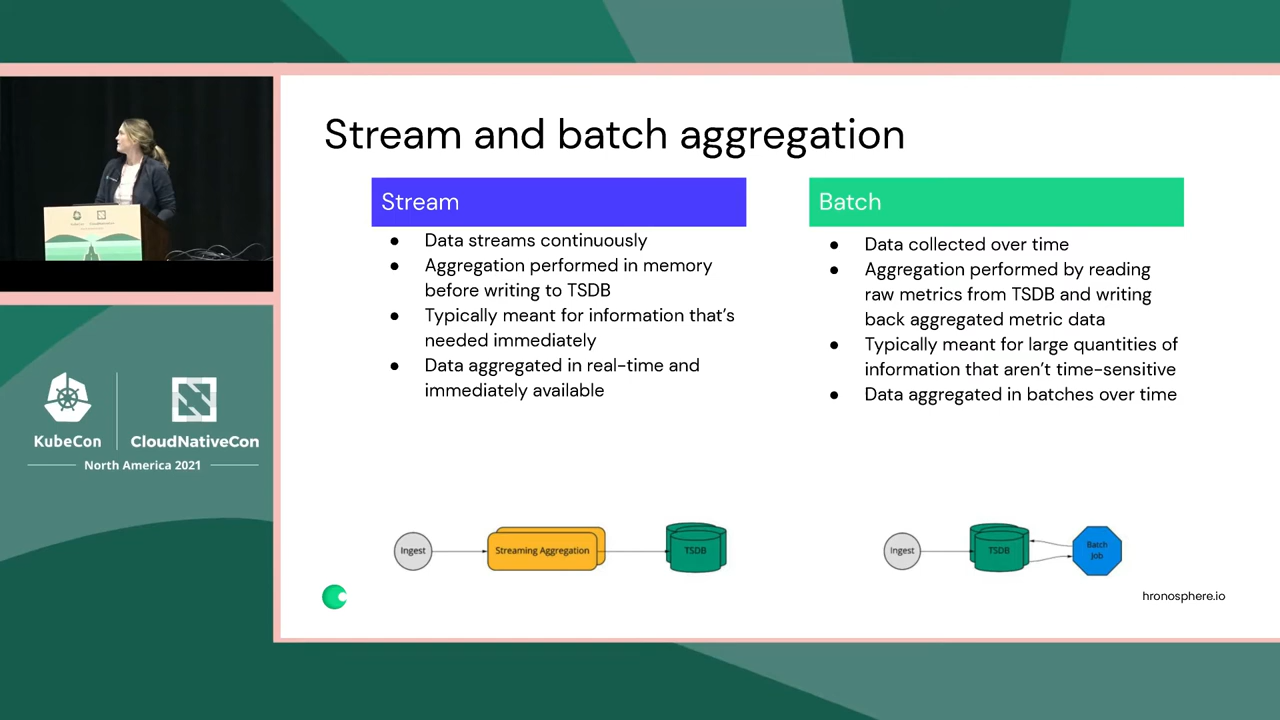 Stream and batch aggregation
Stream
● Data streams continuously
● Aggregation performed in memory
before writing to TSDB
● Typically meant for information that's
needed immediately
● Data aggregated in real-time and
immediately available
Batch
● Data collected over time
● Aggregation performed by reading
raw metrics from TSDB and writing
back aggregated metric data
● Typically meant for large quantities of
information that aren't time-sensitive
● Data aggregated in batches over time
Ingest
Streaming Aggregation
TSDB
Ingest
TSDB
Batch
job
hronosphere.io
KubeCon
CloudNativeCon
North America 2021